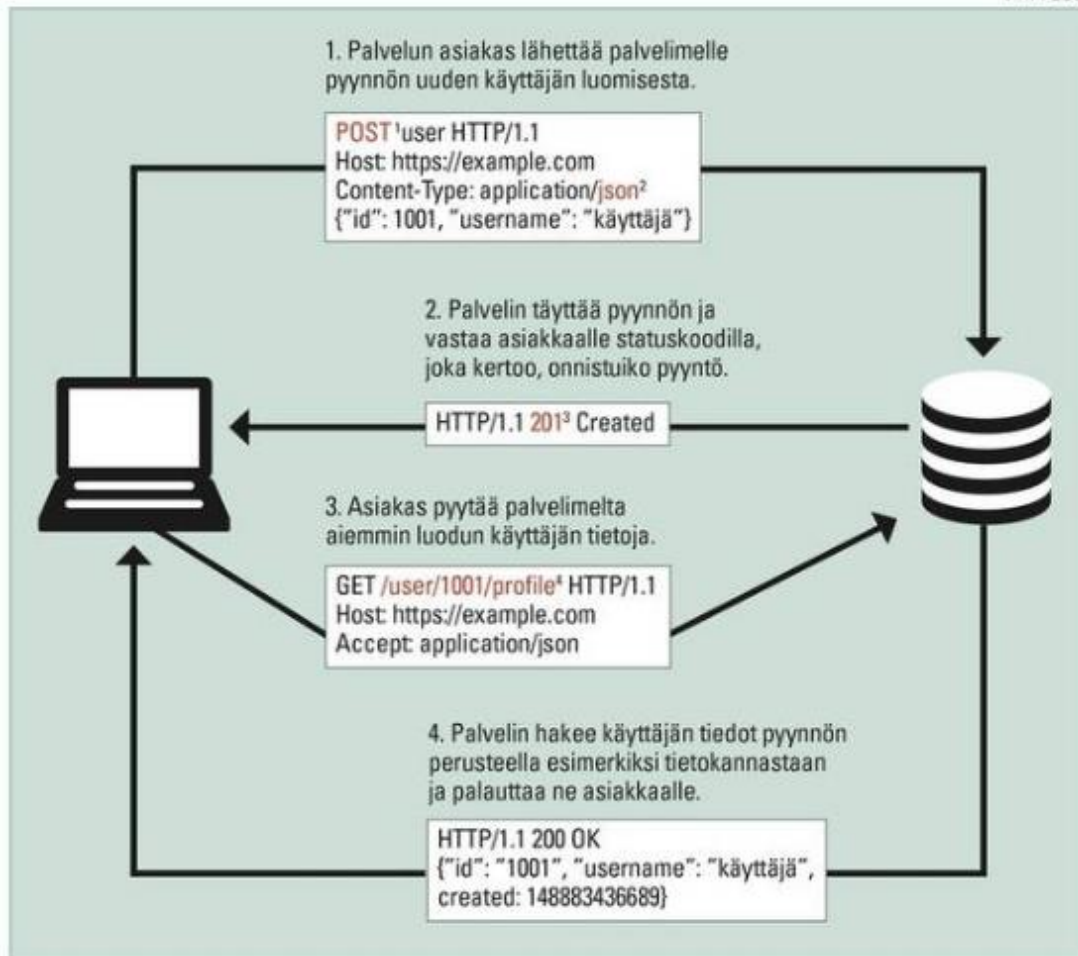 1. Palvelun asiakas lähettää palvelimelle
pyynnön uuden käyttäjän luomisesta.
POST ¹user HTTP/1.1
Host: https://example.com
Content-Type: application/json²
{"id": 1001, "username": "käyttäjä"}
2. Palvelin täyttää pyynnön ja
vastaa asiakkaalle statuskoodilla,
joka kertoo, onnistuiko pyyntö.
HTTP/1.1 201³ Created
3. Asiakas pyytää palvelimelta
aiemmin luodun käyttäjän tietoja.
GET /user/1001/profile⁴ HTTP/1.1
Host: https://example.com
Accept: application/json
4. Palvelin hakee käyttäjän tiedot pyynnön
perusteella esimerkiksi tietokannastaan
ja palauttaa ne asiakkaalle.
HTTP/1.1 200 OK
{"id": "1001", "username": "käyttäjä",
created: 148883436689}